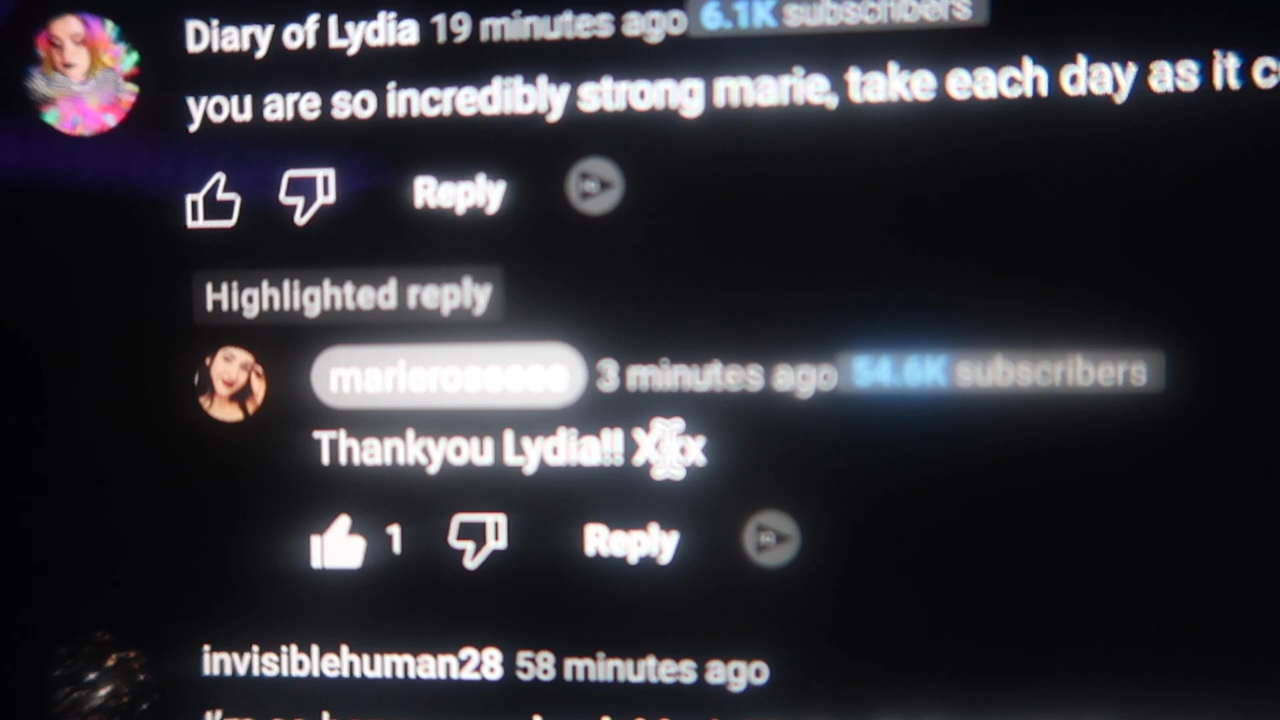 Diary of Lydia 19 minutes ago 6.1K subscribers
you are so incredibly strong marie, take each day as it
Reply
Highlighted reply
marieroseeee 3 minutes ago 54.6K subscribers
Thankyou Lydia!! Xxx
1 Reply
invisiblehuman28 58 minutes ago